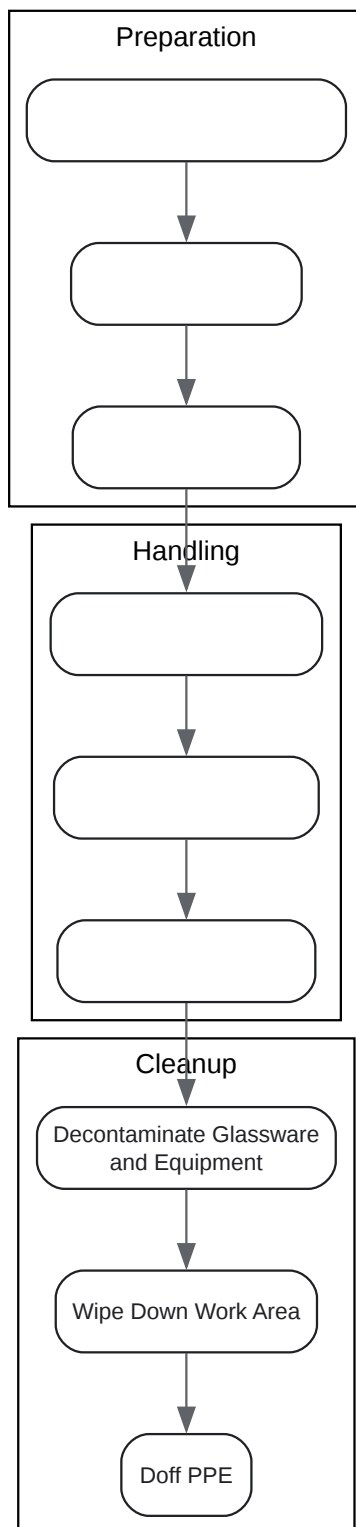 Preparation
Handling
Cleanup
Decontaminate Glassware
and Equipment
Wipe Down Work Area
Doff PPE